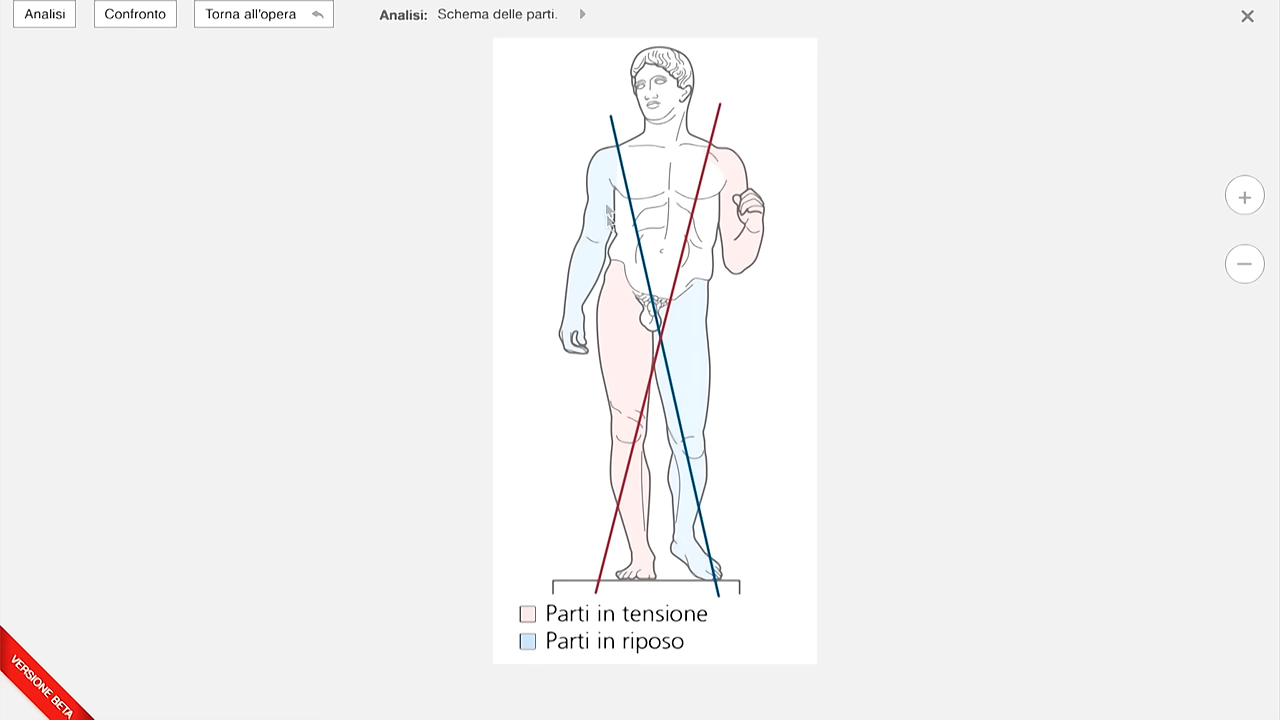 Analisi
Confronto
Torna all'opera
Analisi: Schema delle parti.
Parti in tensione
Parti in riposo
VERSIONE BETA